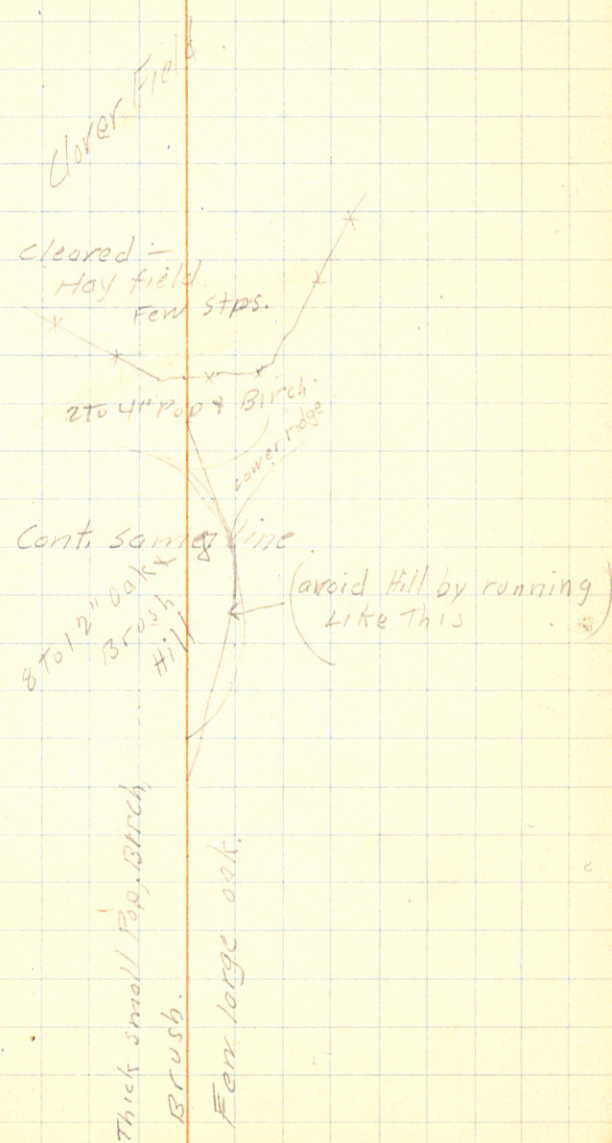 Clover Field
Cleared -
Hay field
Few stps.
2 to 4" Pop & Birch.
Lower ridge
Cont. same line
8 to 12" oak &
Brush
Hill
(avoid Hill by running
Like This)
Thick small Pop, Birch,
Brush.
Few large oak.